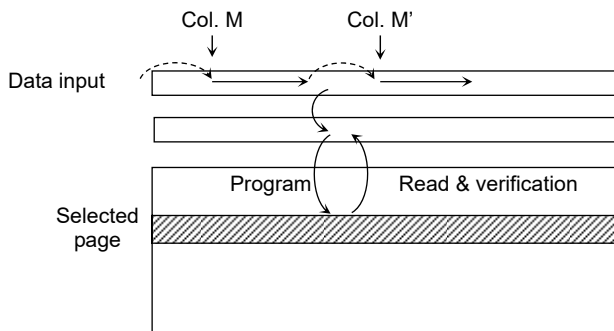 Col. M
Col. M’
Data input
Program
Read & verification
Selected
page